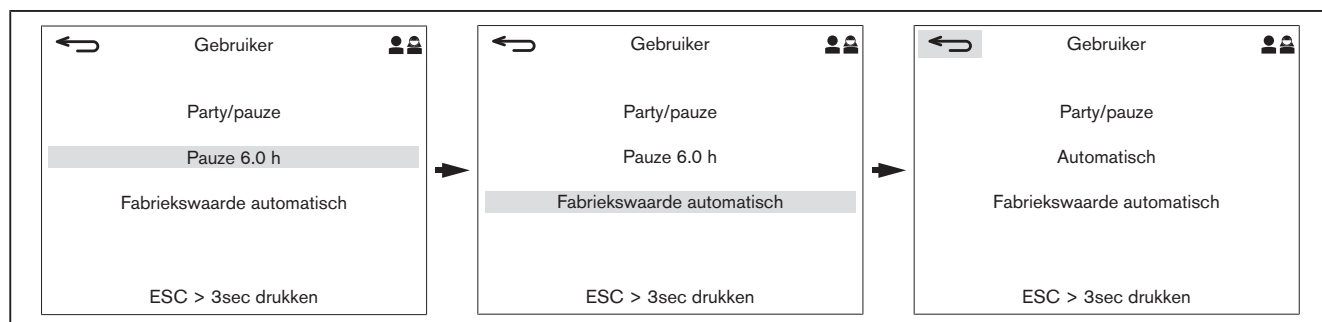 Gebruiker
Party/pauze
Pauze 6.0 h
Fabriekswaarde automatisch
ESC > 3sec drukken
Gebruiker
Party/pauze
Pauze 6.0 h
Fabriekswaarde automatisch
Gebruiker
Party/pauze
Automatisch
Fabriekswaarde automatisch
ESC > 3sec drukken
ESC > 3sec drukken